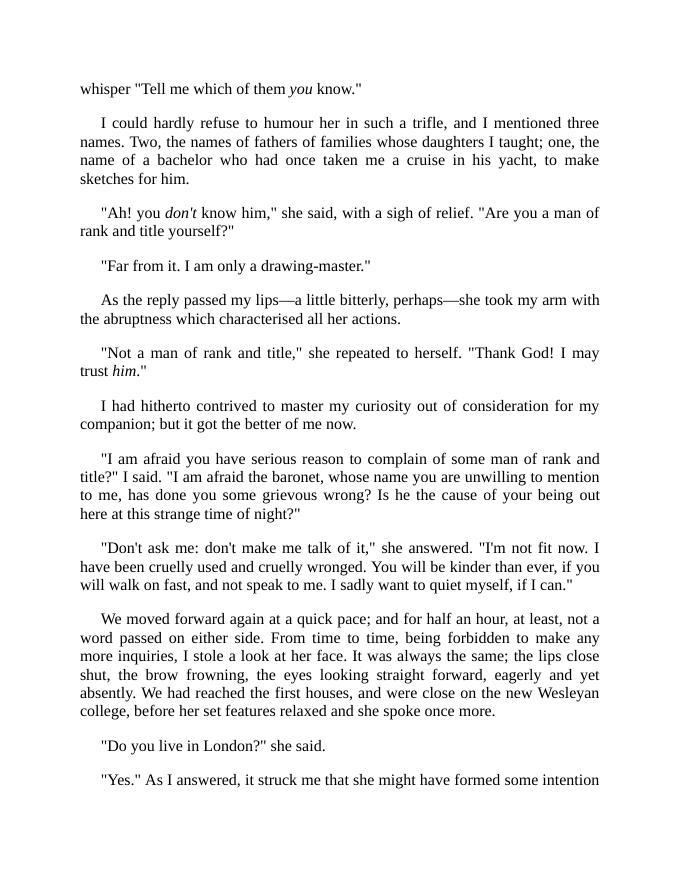 whisper "Tell me which of them you know."
I could hardly refuse to humour her in such a trifle, and I mentioned three
names. Two, the names of fathers of families whose daughters I taught; one, the
name of a bachelor who had once taken me a cruise in his yacht, to make
sketches for him.
"Ah! you don't know him," she said, with a sigh of relief. "Are you a man of
rank and title yourself?"
"Far from it. I am only a drawing-master."
As the reply passed my lips—a little bitterly, perhaps—she took my arm with
the abruptness which characterised all her actions.
"Not a man of rank and title," she repeated to herself. "Thank God! I may
trust him."
I had hitherto contrived to master my curiosity out of consideration for my
companion; but it got the better of me now.
"I am afraid you have serious reason to complain of some man of rank and
title?" I said. "I am afraid the baronet, whose name you are unwilling to mention
to me, has done you some grievous wrong? Is he the cause of your being out
here at this strange time of night?"
"Don't ask me: don't make me talk of it," she answered. "I'm not fit now. I
have been cruelly used and cruelly wronged. You will be kinder than ever, if you
will walk on fast, and not speak to me. I sadly want to quiet myself, if I can."
We moved forward again at a quick pace; and for half an hour, at least, not a
word passed on either side. From time to time, being forbidden to make any
more inquiries, I stole a look at her face. It was always the same; the lips close
shut, the brow frowning, the eyes looking straight forward, eagerly and yet
absently. We had reached the first houses, and were close on the new Wesleyan
college, before her set features relaxed and she spoke once more.
"Do you live in London?" she said.
"Yes." As I answered, it struck me that she might have formed some intention